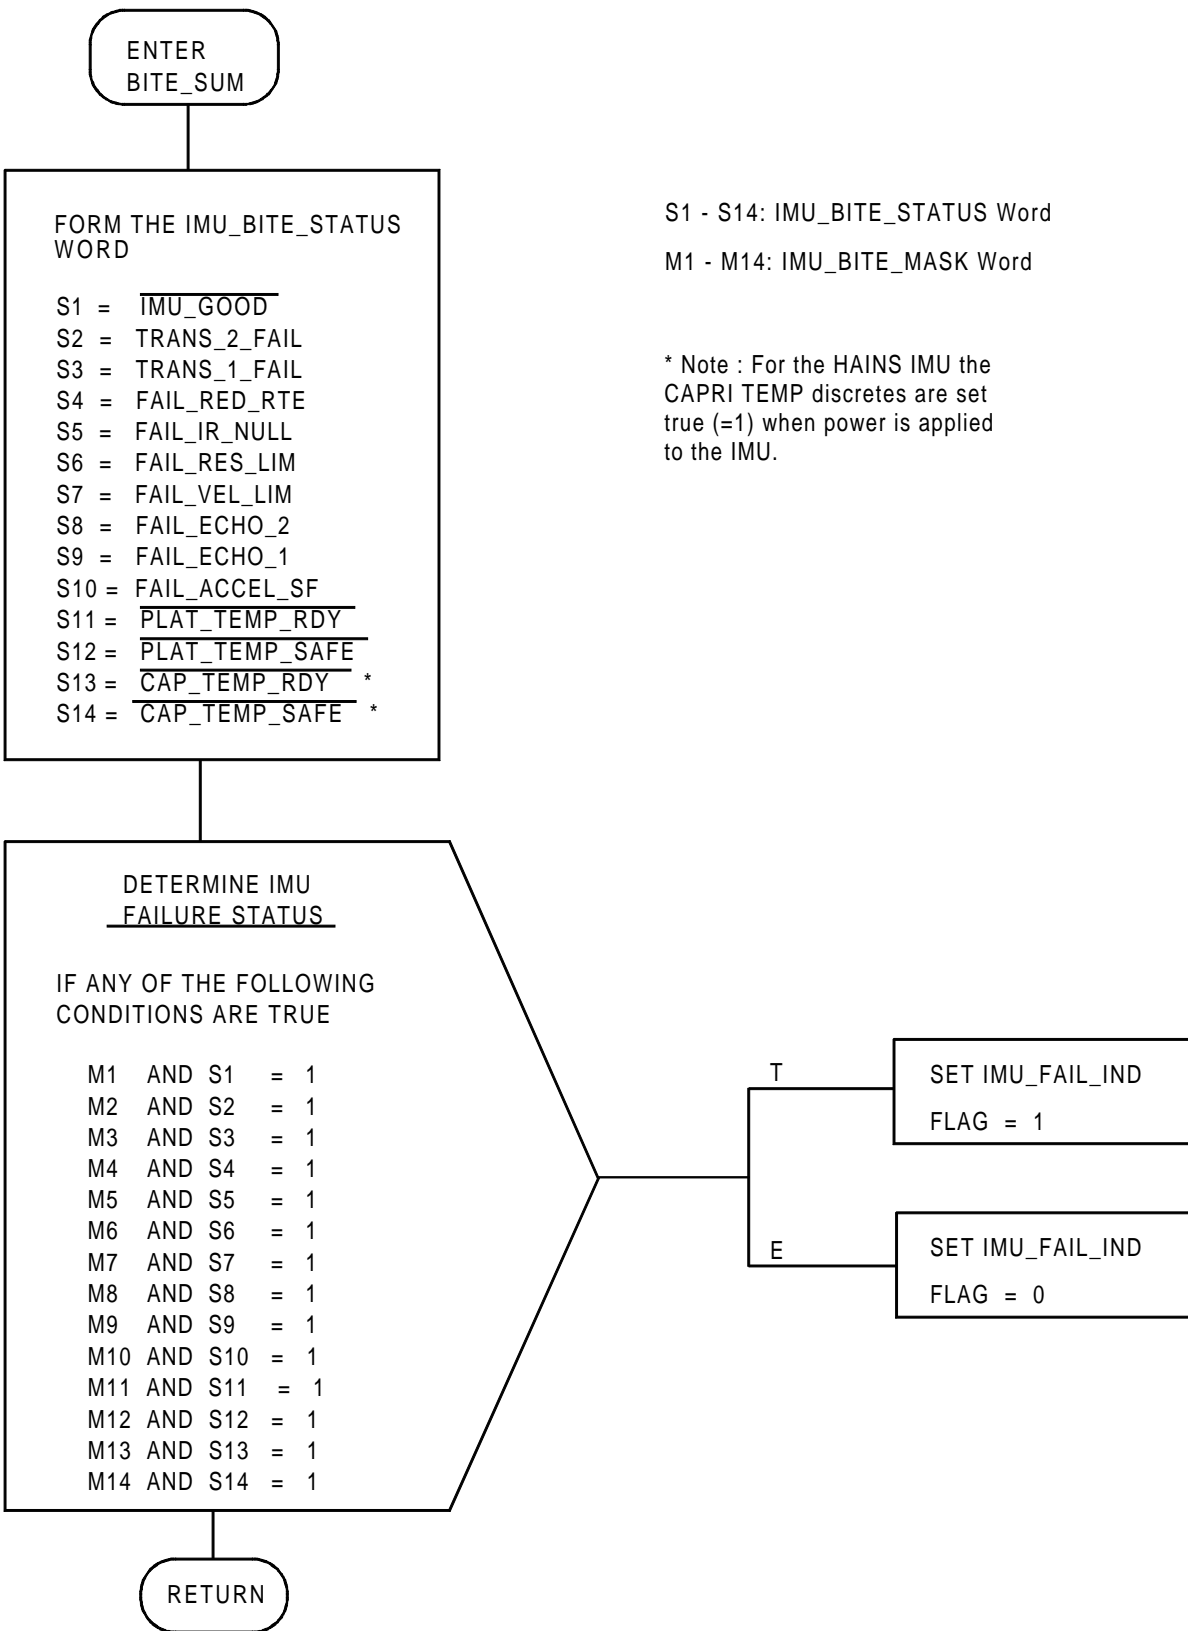 ENTER
BITE_SUM
FORM THE IMU_BITE_STATUS
WORD
S1 = IMU_GOOD
S2 = TRANS_2_FAIL
S3 = TRANS_1_FAIL
S4 = FAIL_RED_RTE
S5 = FAIL_IR_NULL
S6 = FAIL_RES_LIM
S7 = FAIL_VEL_LIM
S8 = FAIL_ECHO_2
S9 = FAIL_ECHO_1
S10 = FAIL_ACCEL_SF
S11 = PLAT_TEMP_RDY
S12 = PLAT_TEMP_SAFE
S13 = CAP_TEMP_RDY *
S14 = CAP_TEMP_SAFE *
S1 - S14: IMU_BITE_STATUS Word
M1 - M14: IMU_BITE_MASK Word
* Note : For the HAINS IMU the
CAPRI TEMP discretes are set
true (=1) when power is applied
to the IMU.
DETERMINE IMU
FAILURE STATUS
IF ANY OF THE FOLLOWING
CONDITIONS ARE TRUE
M1 AND S1 = 1
M2 AND S2 = 1
M3 AND S3 = 1
M4 AND S4 = 1
M5 AND S5 = 1
M6 AND S6 = 1
M7 AND S7 = 1
M8 AND S8 = 1
M9 AND S9 = 1
M10 AND S10 = 1
M11 AND S11 = 1
M12 AND S12 = 1
M13 AND S13 = 1
M14 AND S14 = 1
T
SET IMU_FAIL_IND
FLAG = 1
E
SET IMU_FAIL_IND
FLAG = 0
RETURN